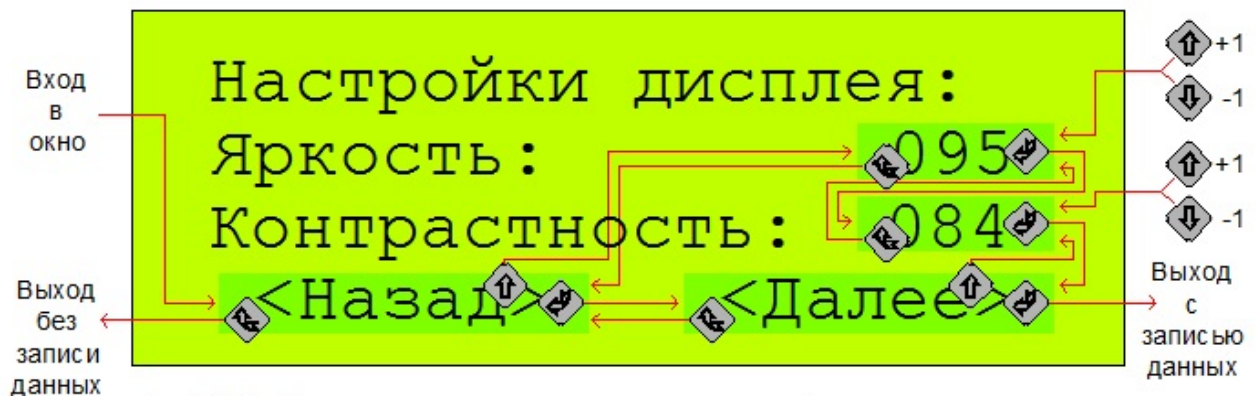 Вход
в
окно
Настройки дисплея:
Яркость: 095
Контрастность: 084
<Назад> <Далее>
+1
-1
+1
-1
Выход
без
записи
данных
Выход
с
записью
данных